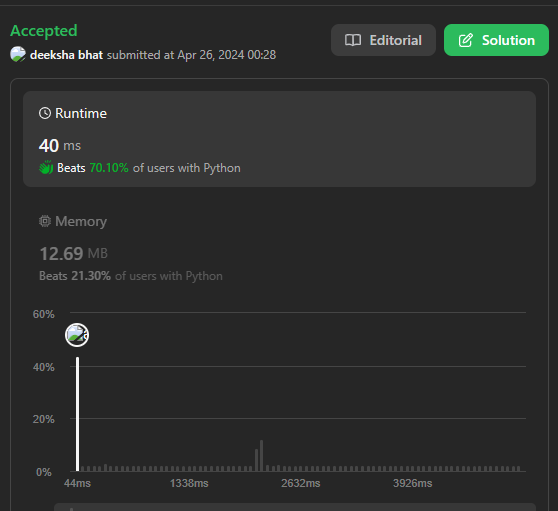 Accepted
deeksha bhat submitted at Apr 26, 2024 00:28
Editorial
Solution
Runtime
40 ms
Beats 70.10% of users with Python
Memory
12.69 MB
Beats 21.30% of users with Python
60%
40%
20%
0%
44ms 1338ms 2632ms 3926ms